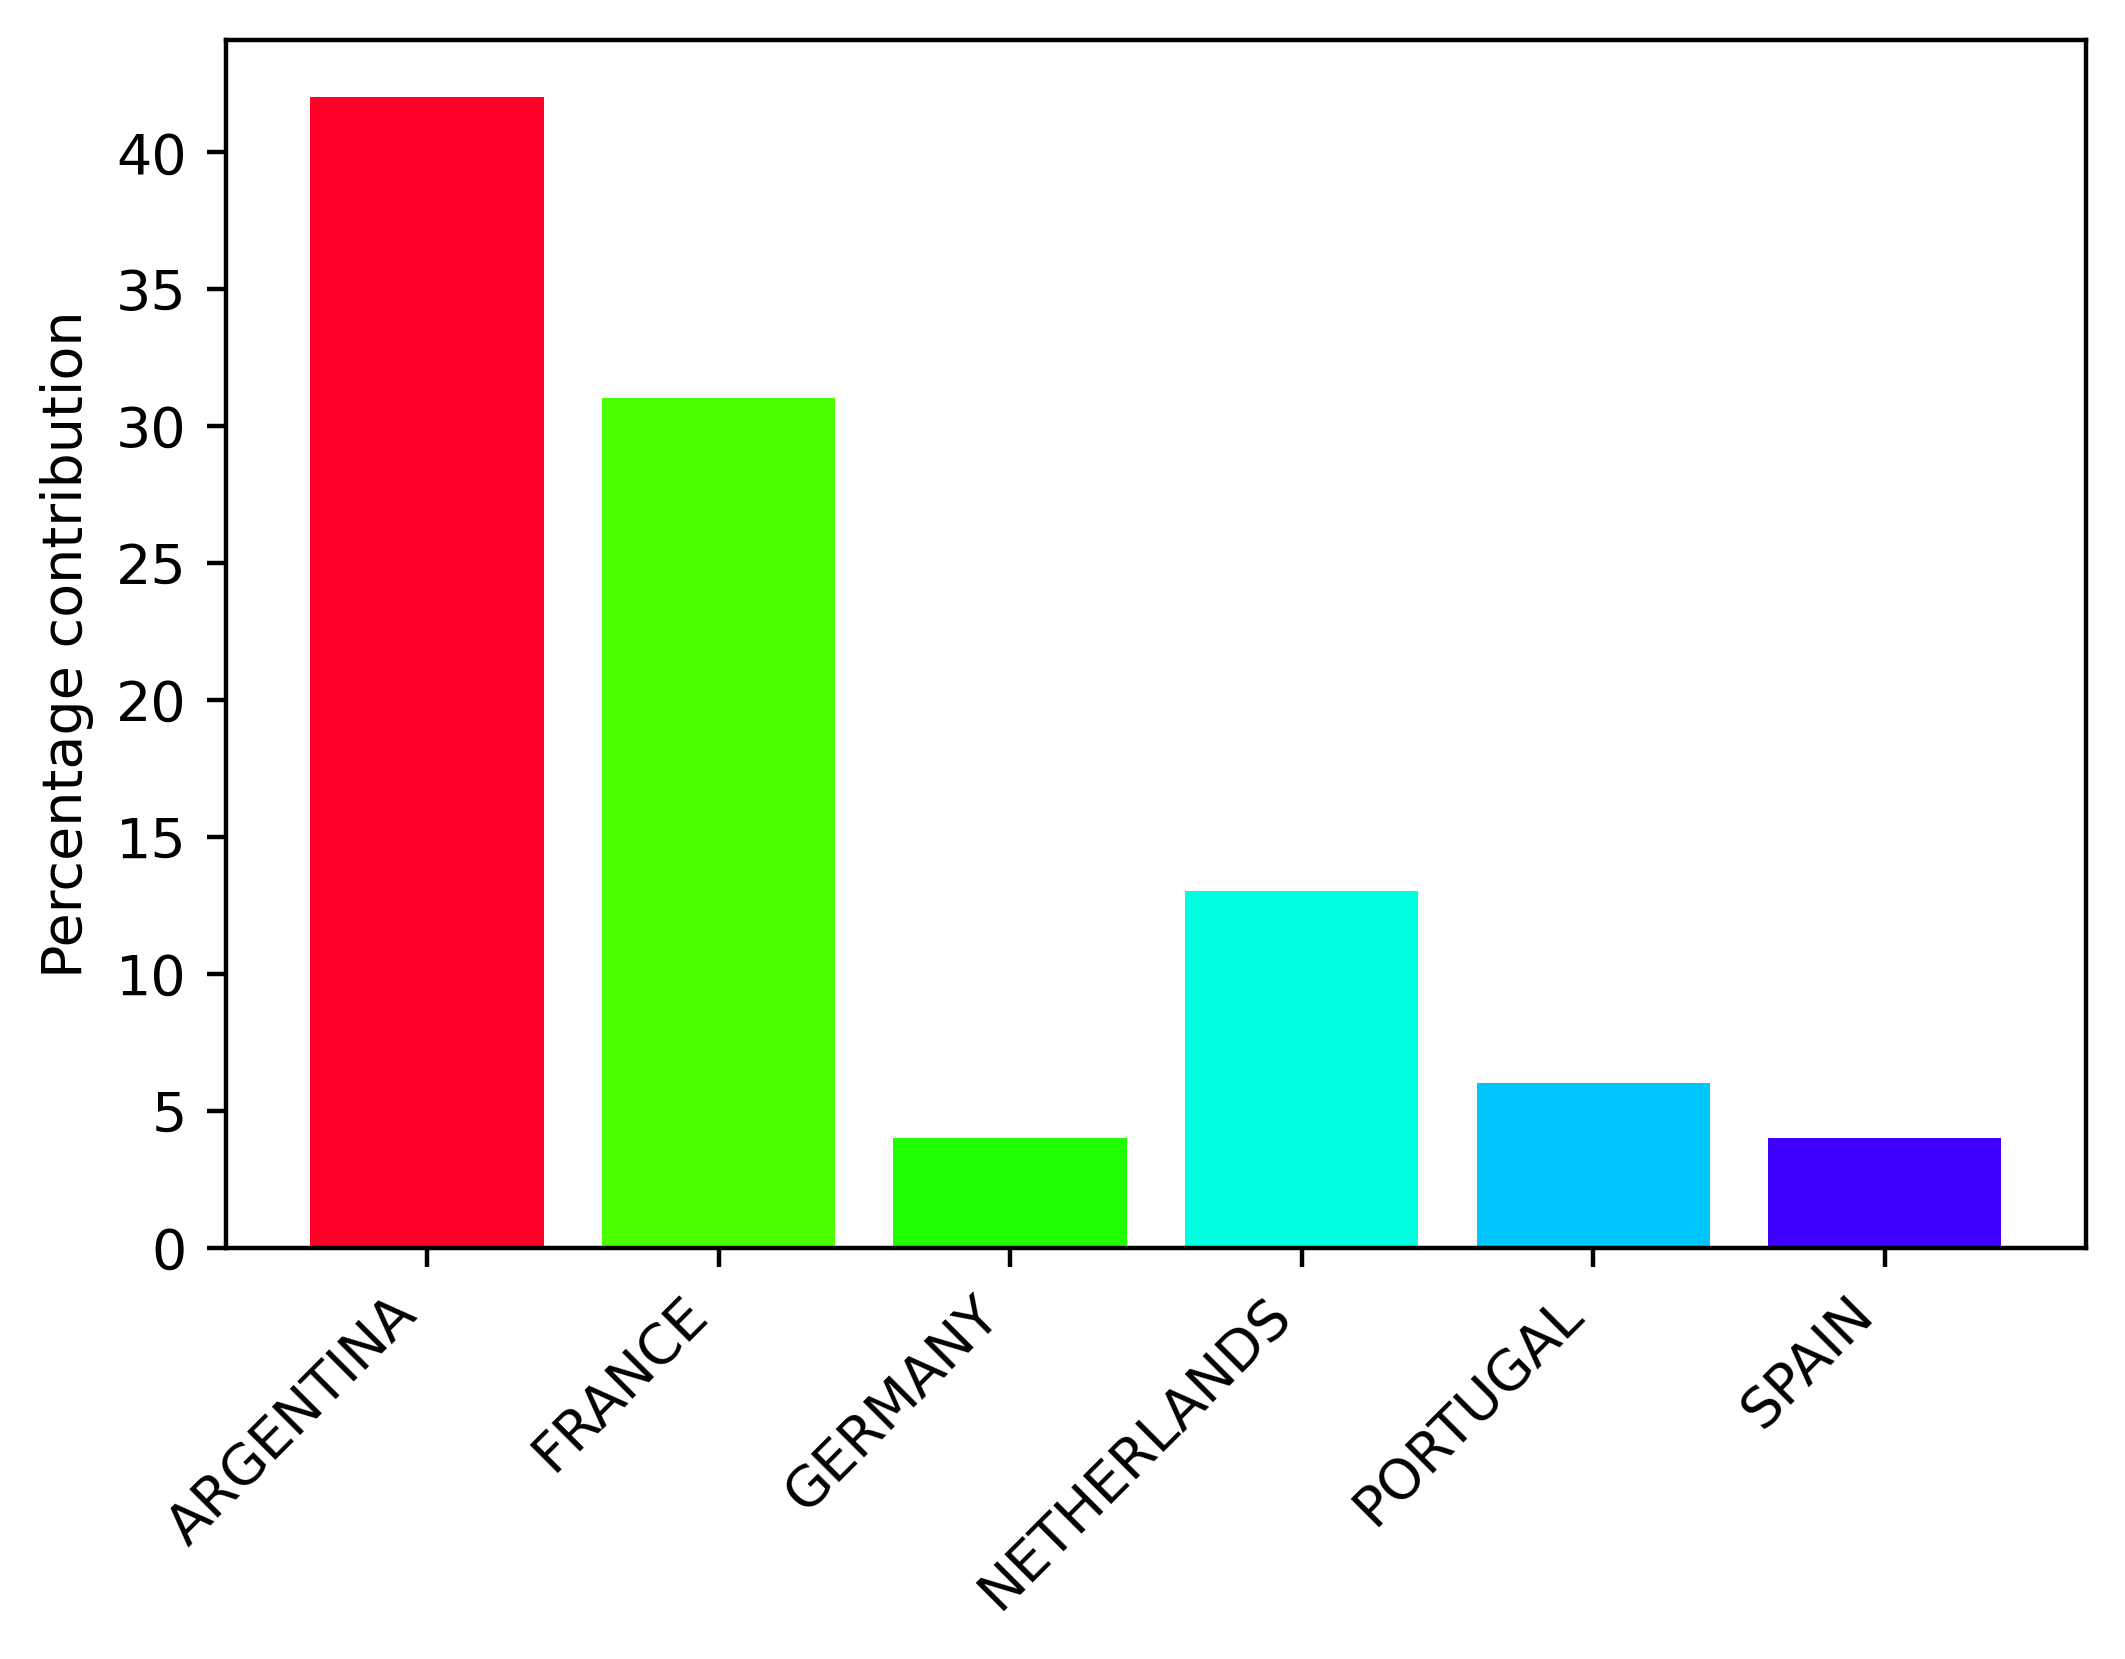 Percentage contribution
40
35
30
25
20
15
10
5
0
ARGENTINA
FRANCE
GERMANY
NETHERLANDS
PORTUGAL
SPAIN